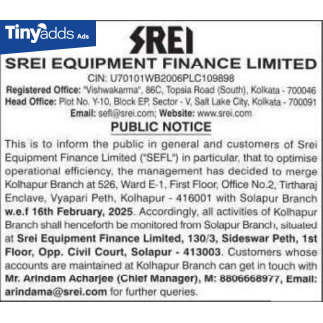 Tinyadds Ads
SREI
SREI EQUIPMENT FINANCE LIMITED
CIN: U70101WB2006PLC109898
Registered Office: "Vishwakarma", 86C, Topsia Road (South), Kolkata - 700046
Head Office: Plot No. Y-10, Block EP, Sector - V, Salt Lake City, Kolkata - 700091
Email: sefl@srei.com; Website: www.srei.com
PUBLIC NOTICE
This is to inform the public in general and customers of Srei
Equipment Finance Limited ("SEFL") in particular, that to optimise
operational efficiency, the management has decided to merge
Kolhapur Branch at 526, Ward E-1, First Floor, Office No.2, Tirtharaj
Enclave, Vyapari Peth, Kolhapur - 416001 with Solapur Branch
w.e.f 16th February, 2025. Accordingly, all activities of Kolhapur
Branch shall henceforth be monitored from Solapur Branch, situated
at Srei Equipment Finance Limited, 130/3, Sideswar Peth, 1st
Floor, Opp. Civil Court, Solapur - 413003. Customers whose
accounts are maintained at Kolhapur Branch can get in touch with
Mr. Arindam Acharjee (Chief Manager), M: 8806668977, Email:
arindama@srei.com for further queries.